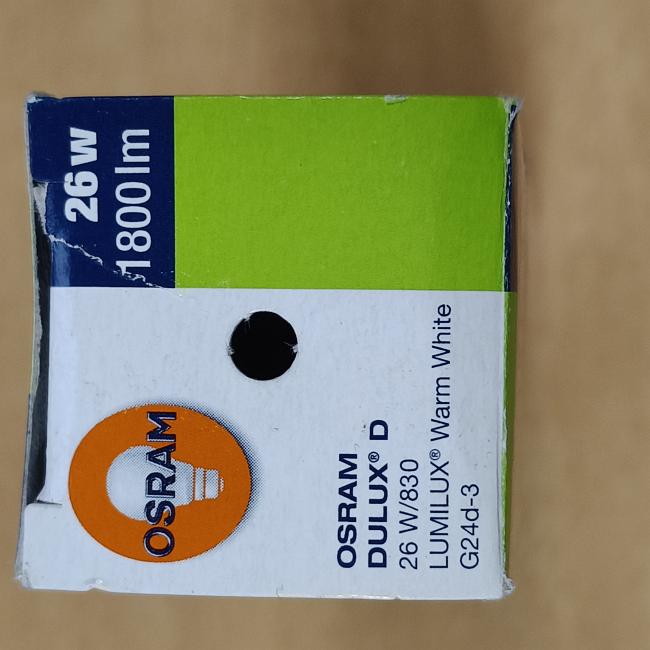 26 W
1800 lm
OSRAM
OSRAM
DULUX® D
26 W/830
LUMILUX® Warm White
G24d-3